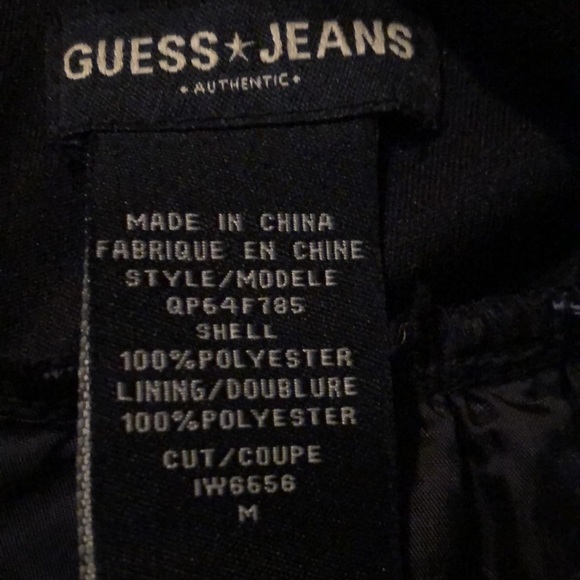 GUESS★JEANS
• AUTHENTIC •
MADE IN CHINA
FABRIQUE EN CHINE
STYLE/MODELE
QP64F785
SHELL
100%POLYESTER
LINING/DOUBLURE
100%POLYESTER
CUT/COUPE
IW6656
M